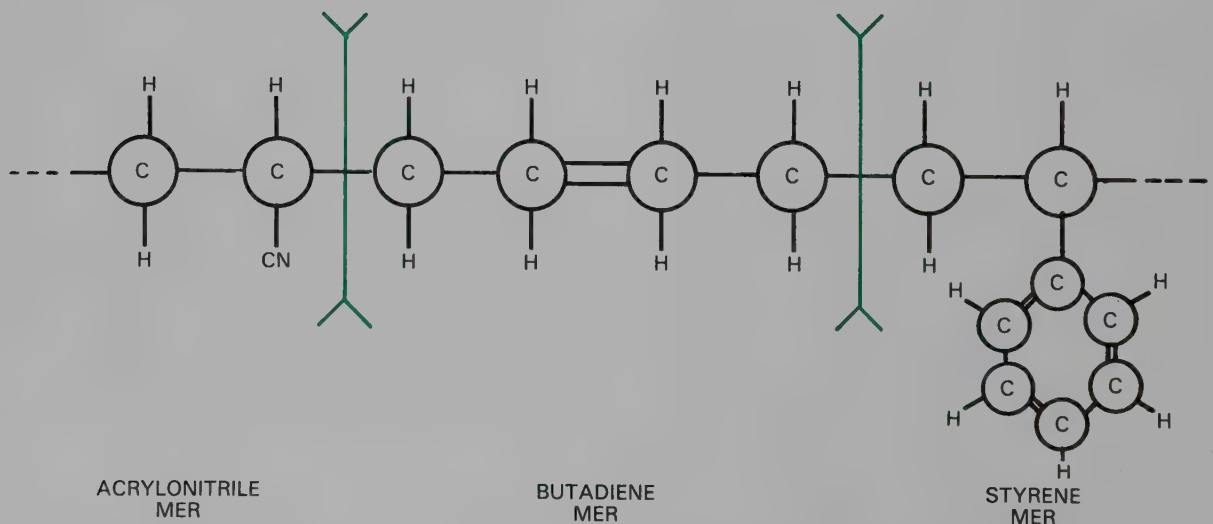 H H H H H H H H
C C C C C C C C
H CN H H H H H
C
H C C H
H C C H
C
H
ACRYLONITRILE
MER
BUTADIENE
MER
STYRENE
MER